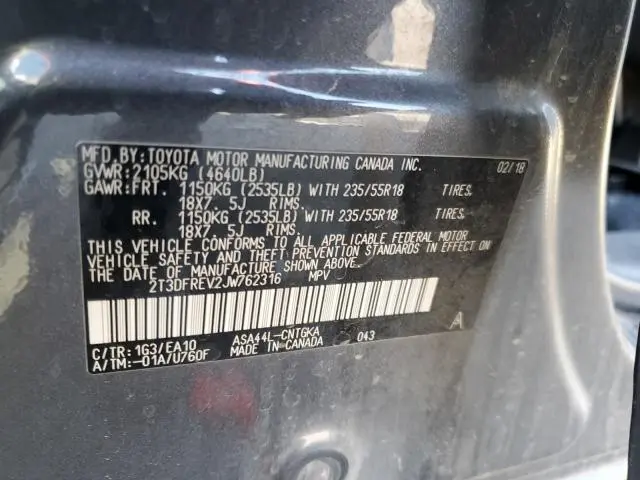 MFD.BY:TOYOTA MOTOR MANUFACTURING CANADA INC. 02/18
GVWR:2105KG (4640LB)
GAWR:FRT. 1150KG (2535LB) WITH 235/55R18 TIRES,
18X7. 5J RIMS.
RR. 1150KG (2535LB) WITH 235/55R18 TIRES,
18X7. 5J RIMS.
THIS VEHICLE CONFORMS TO ALL APPLICABLE FEDERAL MOTOR
VEHICLE SAFETY AND THEFT PREVENTION STANDARDS IN EFFECT ON
THE DATE OF MANUFACTURE SHOWN ABOVE.
2T3DFREV2JW762316 MPV
A
C/TR:1G3/EA10 ASA44L-CNTGKA 043
A/TM:-01A/U760F MADE IN CANADA